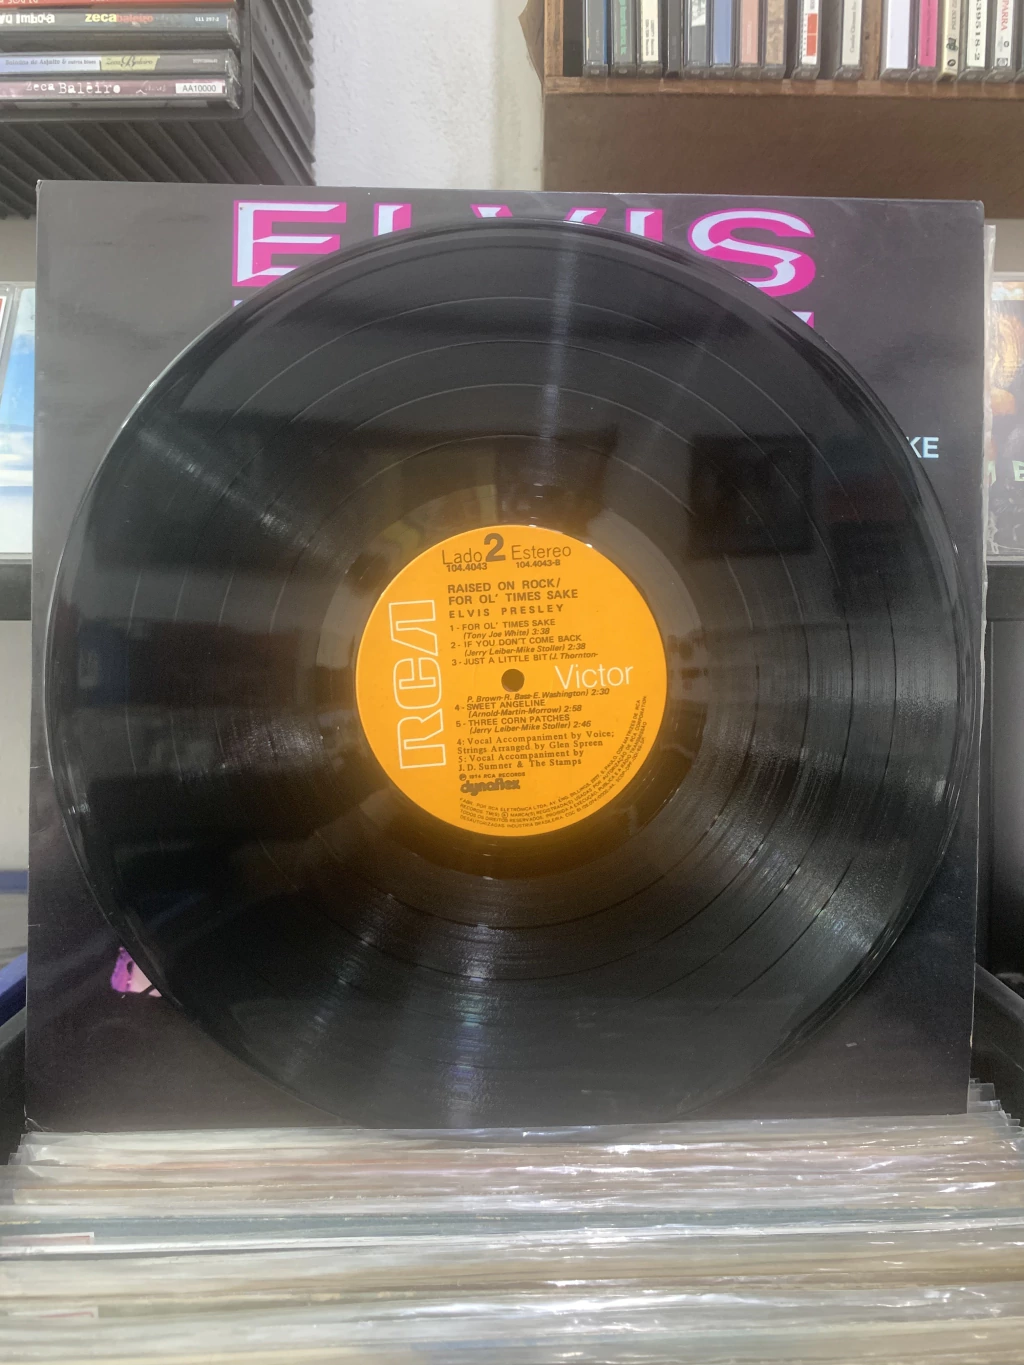 zeca baleiro
Zeca Baleiro
AA10000
ELVIS
KE
RCA
Victor
Lado 2 Estereo
104.4043 104.4043-B
RAISED ON ROCK/
FOR OL' TIMES SAKE
ELVIS PRESLEY
1 - FOR OL' TIMES SAKE
(Tony Joe White) 3:38
2 - IF YOU DON'T COME BACK
(Jerry Leiber-Mike Stoller) 2:38
3 - JUST A LITTLE BIT (J. Thornton-
P. Brown-R. Bass-E. Washington) 2:30
4 - SWEET ANGELINE
(Arnold-Martin-Morrow) 2:58
5 - THREE CORN PATCHES
(Jerry Leiber-Mike Stoller) 2:46
4: Vocal Accompaniment by Voice;
Strings Arranged by Glen Spreen
5: Vocal Accompaniment by
J. D. Sumner & The Stamps
℗ 1974 RCA RECORDS
dynaflex